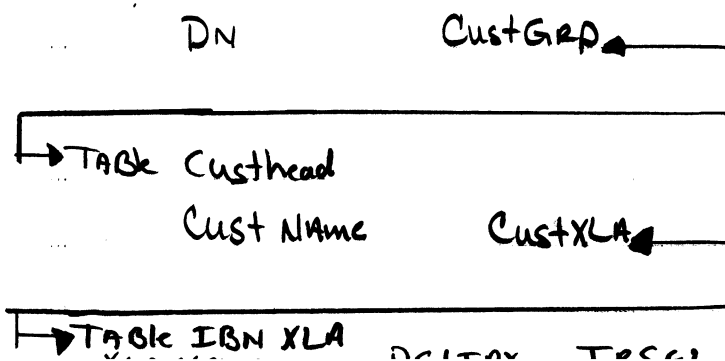 DN CustGRP
TABle Custhead
Cust NAme CustXLA
TABle IBN XLA